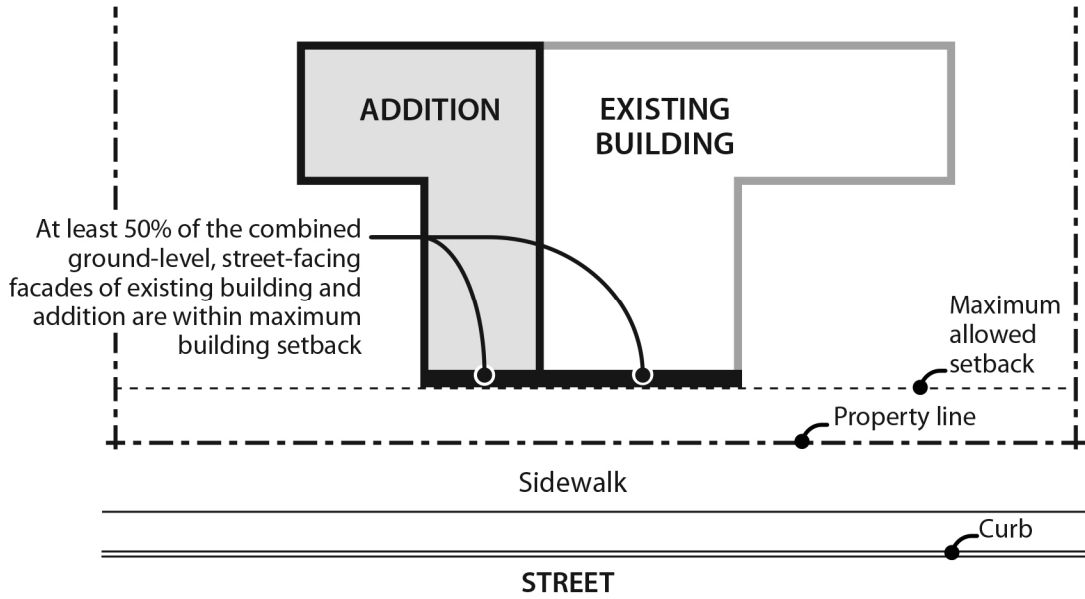 ADDITION
EXISTING
BUILDING
At least 50% of the combined
ground-level, street-facing
facades of existing building and
addition are within maximum
building setback
Maximum
allowed
setback
Property line
Sidewalk
Curb
STREET